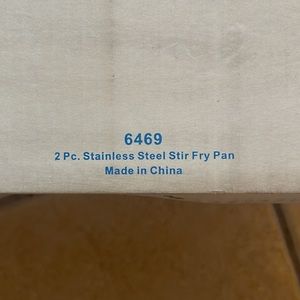 6469
2 Pc. Stainless Steel Stir Fry Pan
Made in China